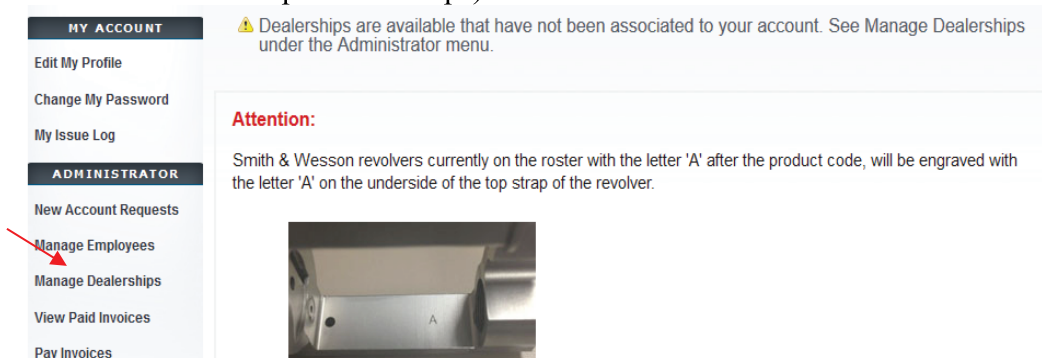 MY ACCOUNT
Edit My Profile
Change My Password
My Issue Log
ADMINISTRATOR
New Account Requests
Manage Employees
Manage Dealerships
View Paid Invoices
Pay Invoices
Dealerships are available that have not been associated to your account. See Manage Dealerships
under the Administrator menu.
Attention:
Smith & Wesson revolvers currently on the roster with the letter 'A' after the product code, will be engraved with
the letter 'A' on the underside of the top strap of the revolver.
A